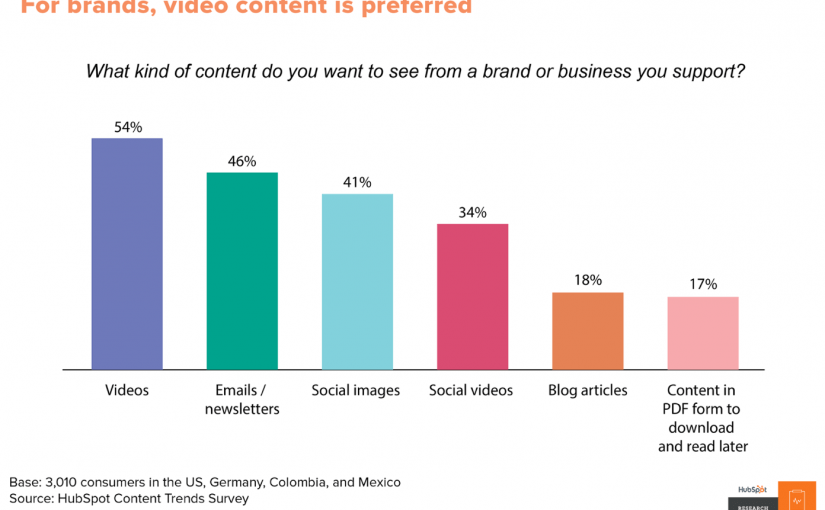 For brands, video content is preferred
What kind of content do you want to see from a brand or business you support?
54%
46%
41%
34%
18%
17%
Videos
Emails /
newsletters
Social images
Social videos
Blog articles
Content in
PDF form to
download
and read later
Base: 3,010 consumers in the US, Germany, Colombia, and Mexico
Source: HubSpot Content Trends Survey
HubSpot
RESEARCH